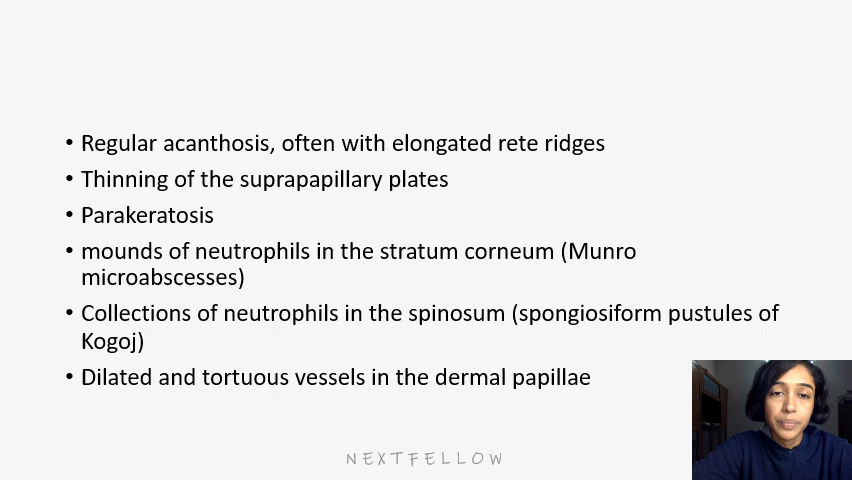 • Regular acanthosis, often with elongated rete ridges
• Thinning of the suprapapillary plates
• Parakeratosis
• mounds of neutrophils in the stratum corneum (Munro
microabscesses)
• Collections of neutrophils in the spinosum (spongiosiform pustules of
Kogoj)
• Dilated and tortuous vessels in the dermal papillae
NEXTFELLOW